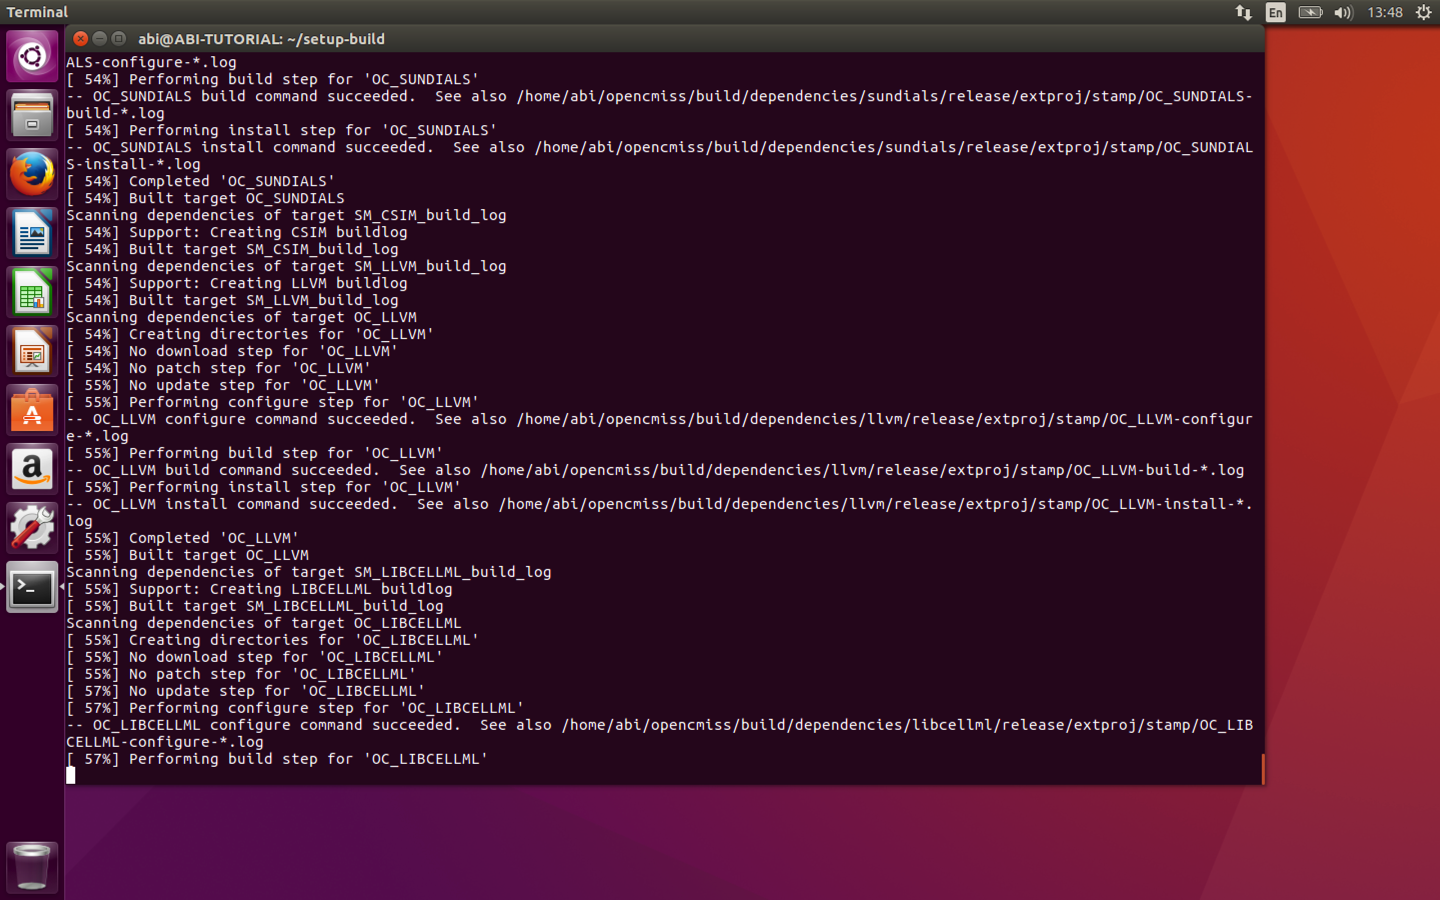 Terminal
En
13:48
abi@ABI-TUTORIAL: ~/setup-build
ALS-configure-*.log
[ 54%] Performing build step for 'OC_SUNDIALS'
-- OC_SUNDIALS build command succeeded.  See also /home/abi/opencmiss/build/dependencies/sundials/release/extproj/stamp/OC_SUNDIALS-
build-*.log
[ 54%] Performing install step for 'OC_SUNDIALS'
-- OC_SUNDIALS install command succeeded.  See also /home/abi/opencmiss/build/dependencies/sundials/release/extproj/stamp/OC_SUNDIAL
S-install-*.log
[ 54%] Completed 'OC_SUNDIALS'
[ 54%] Built target OC_SUNDIALS
Scanning dependencies of target SM_CSIM_build_log
[ 54%] Support: Creating CSIM buildlog
[ 54%] Built target SM_CSIM_build_log
Scanning dependencies of target SM_LLVM_build_log
[ 54%] Support: Creating LLVM buildlog
[ 54%] Built target SM_LLVM_build_log
Scanning dependencies of target OC_LLVM
[ 54%] Creating directories for 'OC_LLVM'
[ 54%] No download step for 'OC_LLVM'
[ 54%] No patch step for 'OC_LLVM'
[ 55%] No update step for 'OC_LLVM'
[ 55%] Performing configure step for 'OC_LLVM'
-- OC_LLVM configure command succeeded.  See also /home/abi/opencmiss/build/dependencies/llvm/release/extproj/stamp/OC_LLVM-configur
e-*.log
[ 55%] Performing build step for 'OC_LLVM'
-- OC_LLVM build command succeeded.  See also /home/abi/opencmiss/build/dependencies/llvm/release/extproj/stamp/OC_LLVM-build-*.log
[ 55%] Performing install step for 'OC_LLVM'
-- OC_LLVM install command succeeded.  See also /home/abi/opencmiss/build/dependencies/llvm/release/extproj/stamp/OC_LLVM-install-*.
log
[ 55%] Completed 'OC_LLVM'
[ 55%] Built target OC_LLVM
Scanning dependencies of target SM_LIBCELLML_build_log
[ 55%] Support: Creating LIBCELLML buildlog
[ 55%] Built target SM_LIBCELLML_build_log
Scanning dependencies of target OC_LIBCELLML
[ 55%] Creating directories for 'OC_LIBCELLML'
[ 55%] No download step for 'OC_LIBCELLML'
[ 55%] No patch step for 'OC_LIBCELLML'
[ 57%] No update step for 'OC_LIBCELLML'
[ 57%] Performing configure step for 'OC_LIBCELLML'
-- OC_LIBCELLML configure command succeeded.  See also /home/abi/opencmiss/build/dependencies/libcellml/release/extproj/stamp/OC_LIB
CELLML-configure-*.log
[ 57%] Performing build step for 'OC_LIBCELLML'